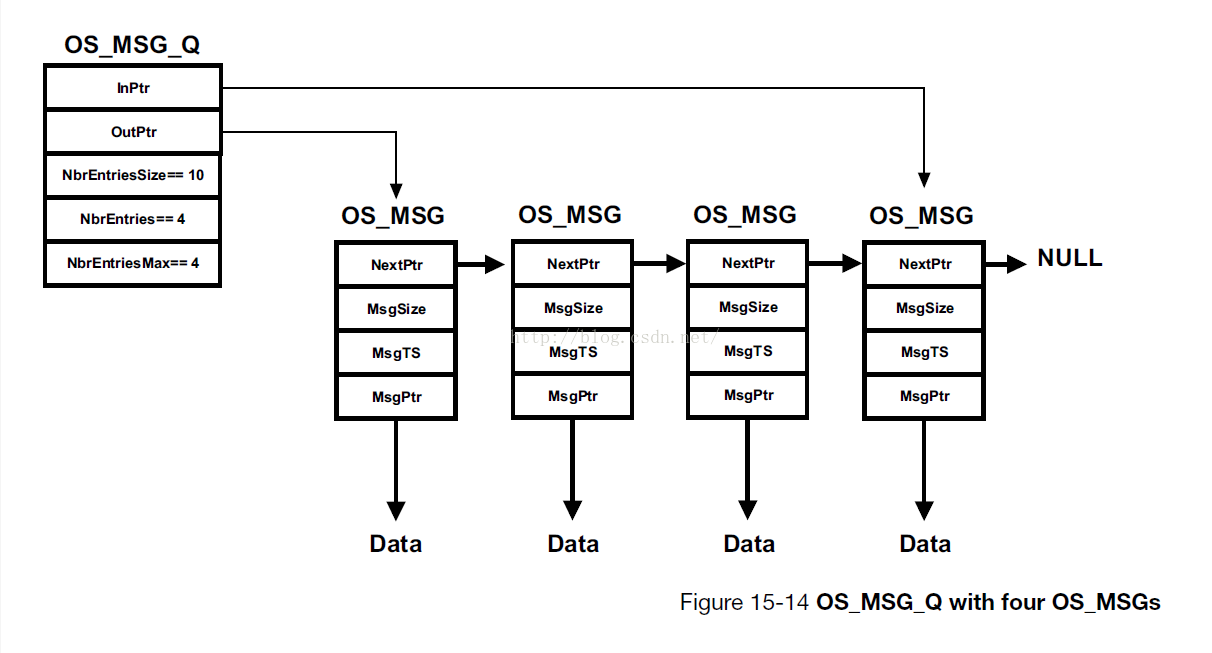 OS_MSG_Q
InPtr
OutPtr
NbrEntriesSize== 10
NbrEntries== 4
NbrEntriesMax== 4
OS_MSG OS_MSG OS_MSG OS_MSG
NextPtr NextPtr NextPtr NextPtr NULL
MsgSize MsgSize MsgSize MsgSize
http://blog.csdn.net/
MsgTS MsgTS MsgTS MsgTS
MsgPtr MsgPtr MsgPtr MsgPtr
Data Data Data Data
Figure 15-14 OS_MSG_Q with four OS_MSGs